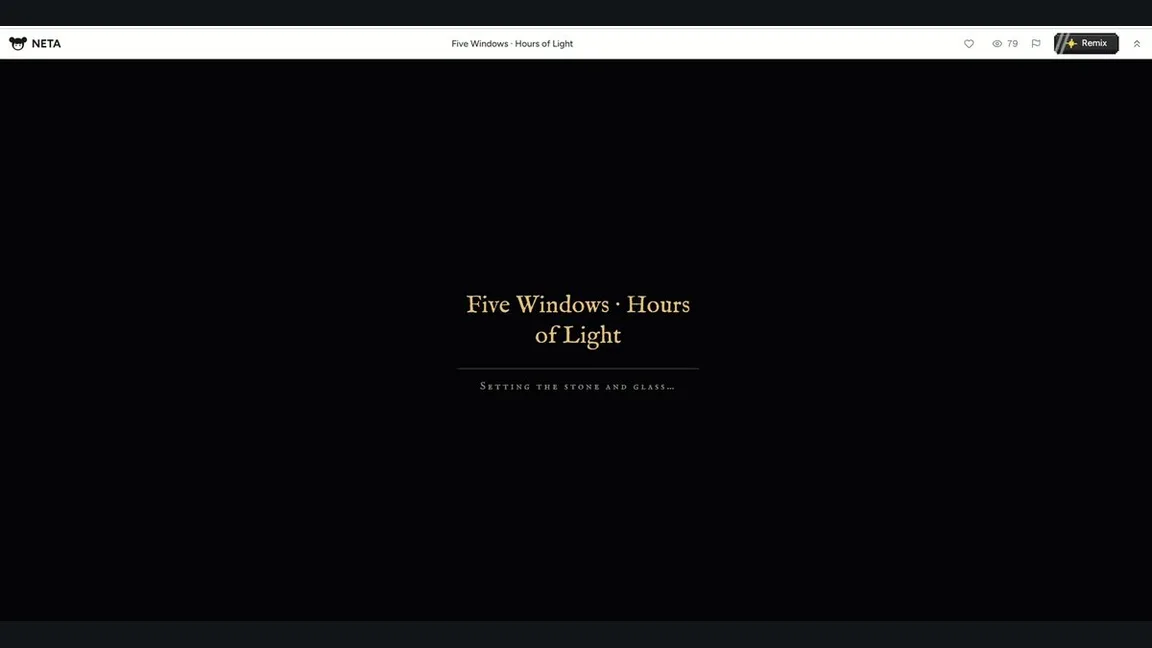 NETA
Five Windows · Hours of Light
79
Remix
Five Windows · Hours
of Light
Setting the stone and glass…